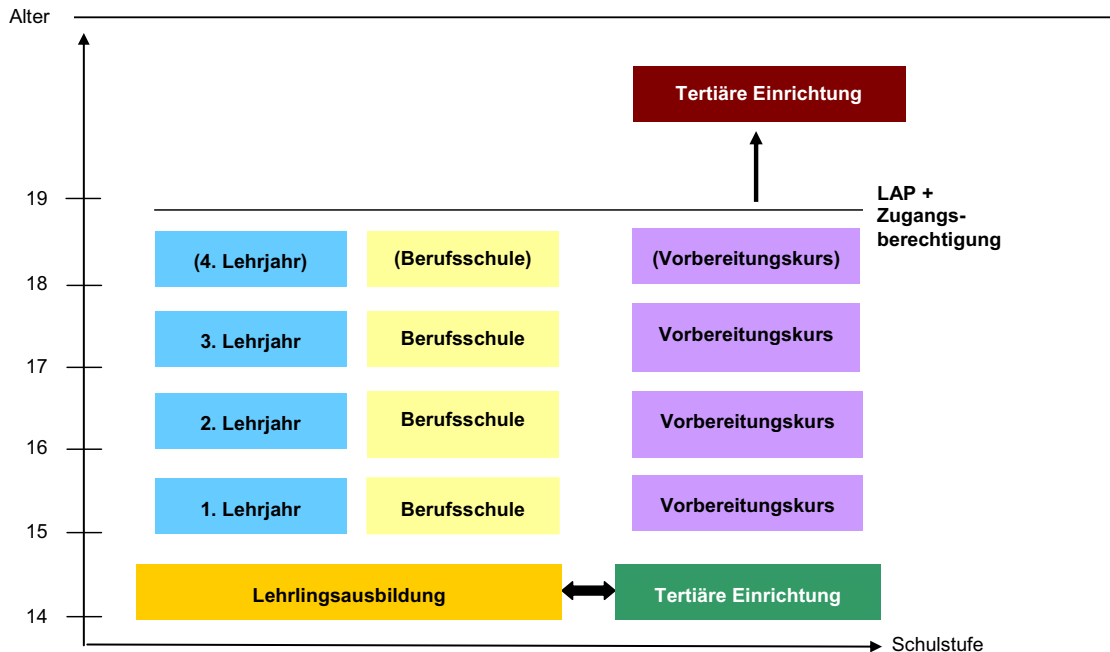 Alter
Tertiäre Einrichtung
19
LAP +
Zugangs-
berechtigung
(4. Lehrjahr)
(Berufsschule)
(Vorbereitungskurs)
18
3. Lehrjahr
Berufsschule
Vorbereitungskurs
17
2. Lehrjahr
Berufsschule
Vorbereitungskurs
16
1. Lehrjahr
Berufsschule
Vorbereitungskurs
15
Lehrlingsausbildung
Tertiäre Einrichtung
14
Schulstufe